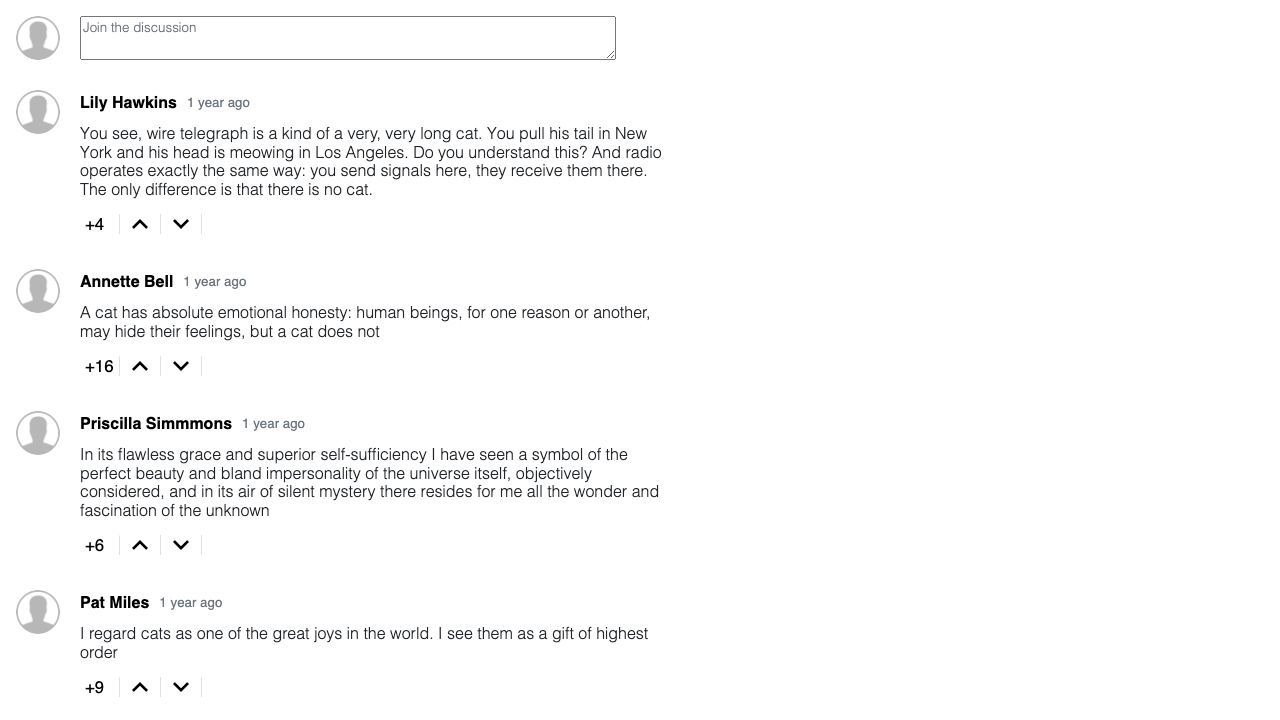 Join the discussion
Lily Hawkins 1 year ago
You see, wire telegraph is a kind of a very, very long cat. You pull his tail in New
York and his head is meowing in Los Angeles. Do you understand this? And radio
operates exactly the same way: you send signals here, they receive them there.
The only difference is that there is no cat.
+4
Annette Bell 1 year ago
A cat has absolute emotional honesty: human beings, for one reason or another,
may hide their feelings, but a cat does not
+16
Priscilla Simmmons 1 year ago
In its flawless grace and superior self-sufficiency I have seen a symbol of the
perfect beauty and bland impersonality of the universe itself, objectively
considered, and in its air of silent mystery there resides for me all the wonder and
fascination of the unknown
+6
Pat Miles 1 year ago
I regard cats as one of the great joys in the world. I see them as a gift of highest
order
+9